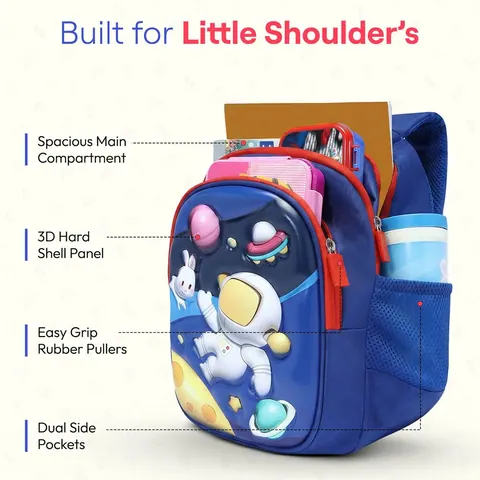 Built for Little Shoulder's
Spacious Main
Compartment
3D Hard
Shell Panel
Easy Grip
Rubber Pullers
Dual Side
Pockets